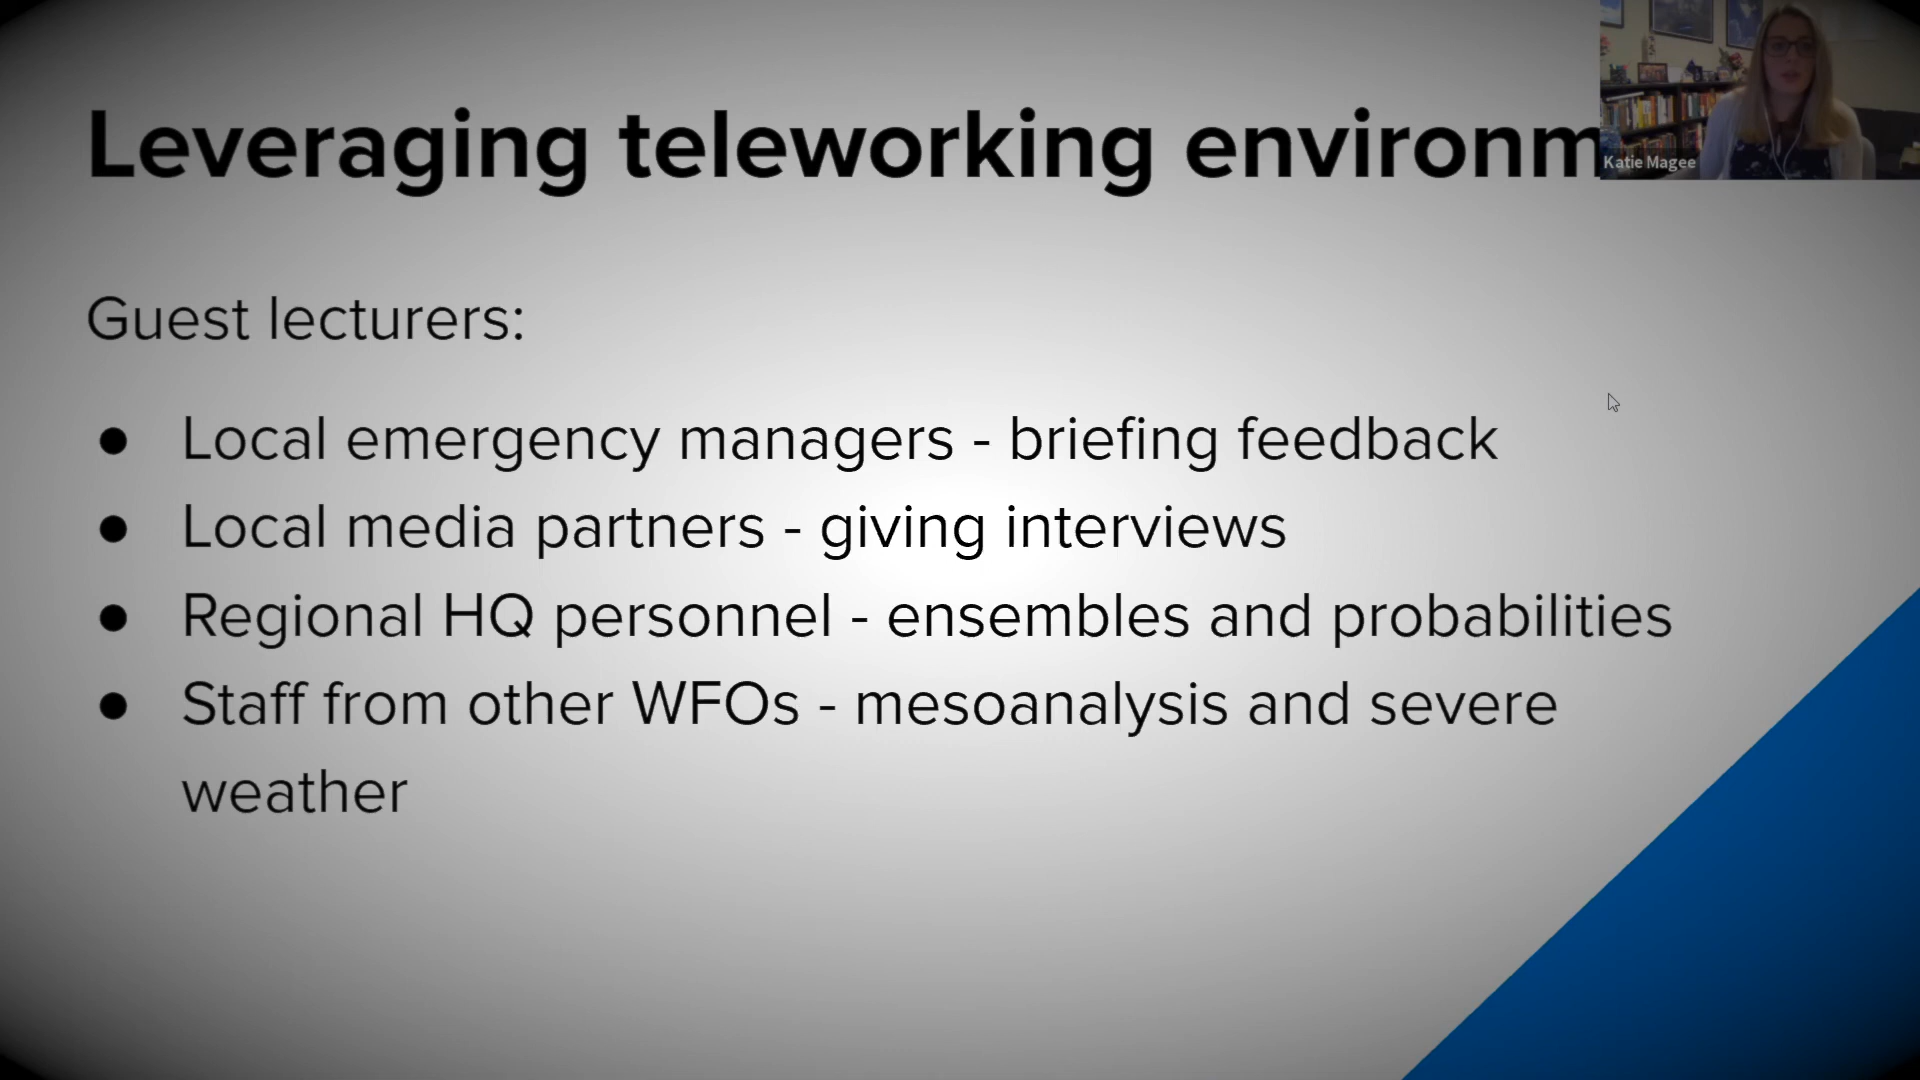 Leveraging teleworking environm
Katie Magee
Guest lecturers:
● Local emergency managers - briefing feedback
● Local media partners - giving interviews
● Regional HQ personnel - ensembles and probabilities
● Staff from other WFOs - mesoanalysis and severe
weather